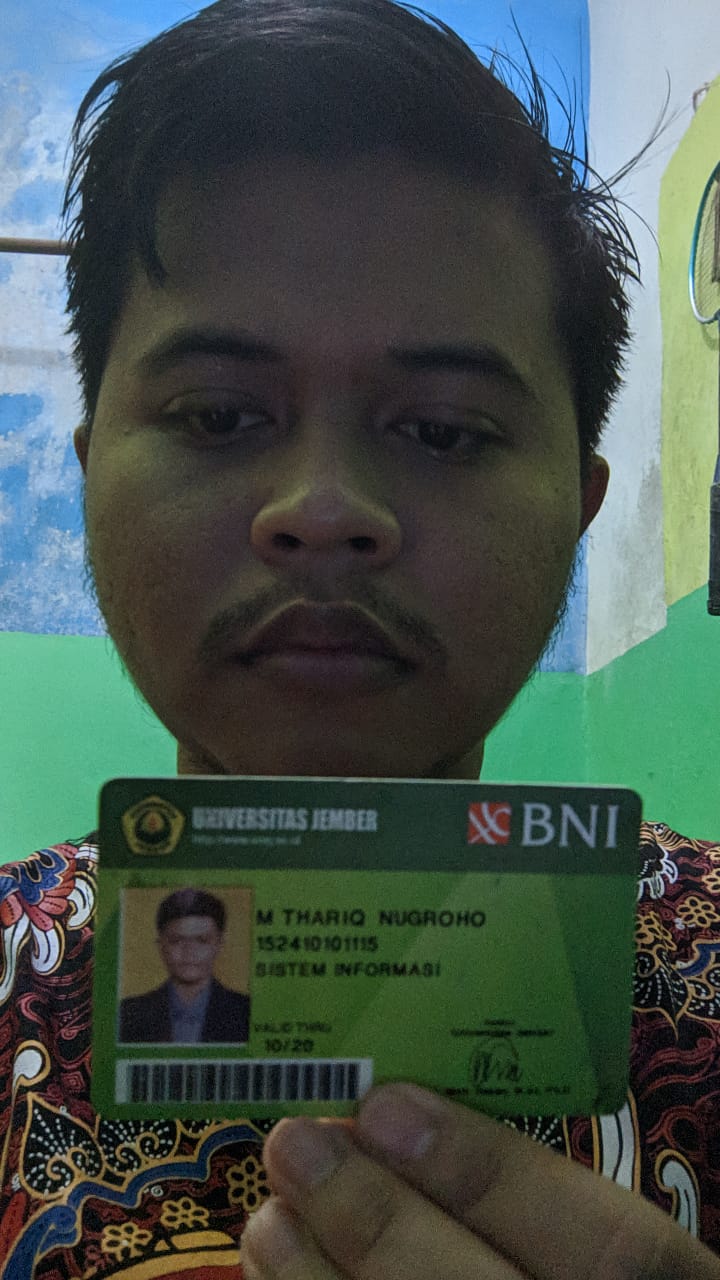 UNIVERSITAS JEMBER
BNI
M THARIQ NUGROHO
152410101115
SISTEM INFORMASI
VALID THRU
10/20